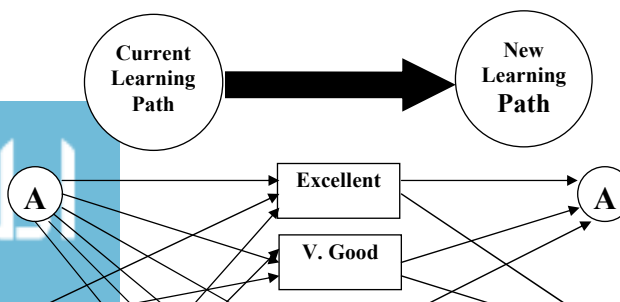 Current
Learning
Path
New
Learning
Path
A
Excellent
A
V. Good